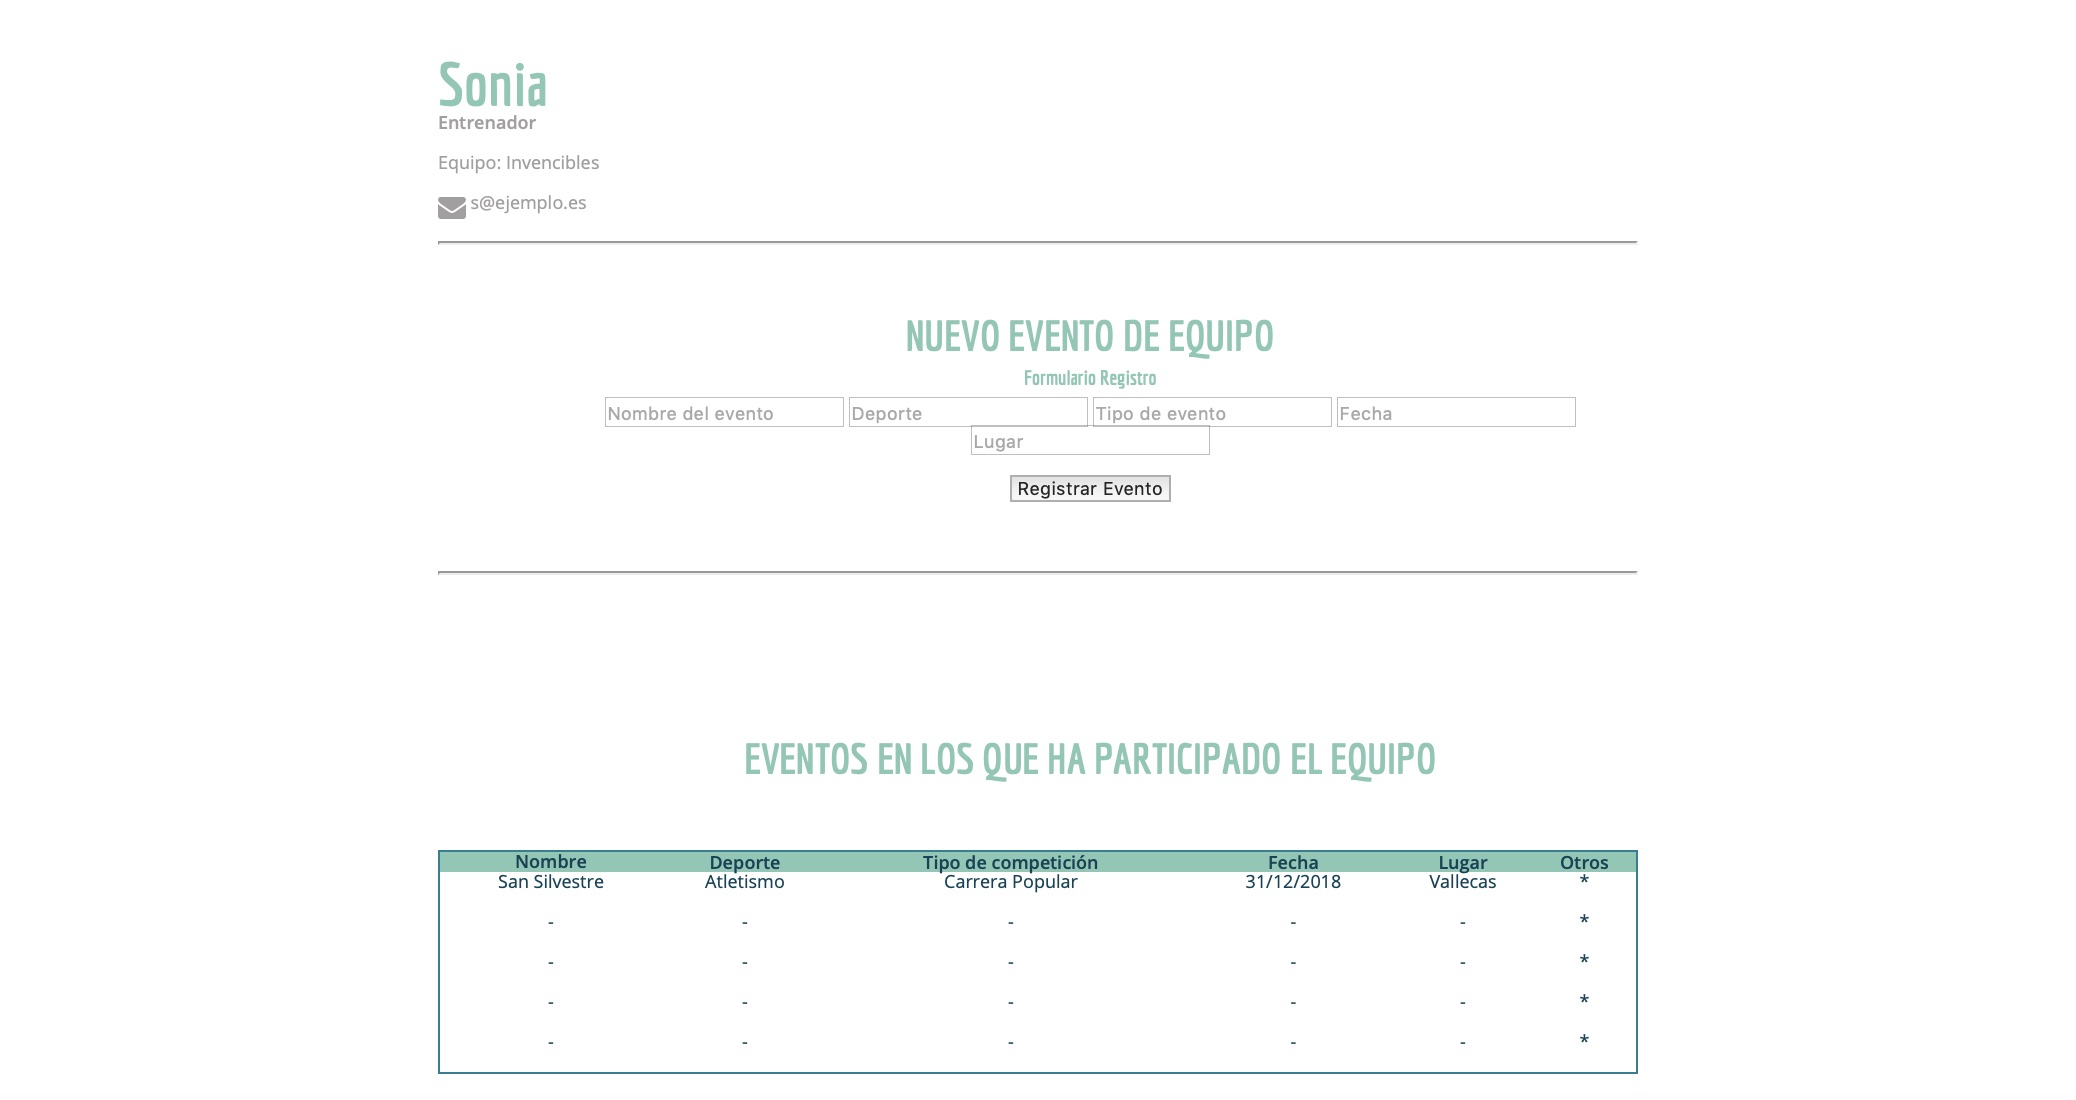 Sonia
Entrenador
Equipo: Invencibles
s@ejemplo.es
NUEVO EVENTO DE EQUIPO
Formulario Registro
Nombre del evento Deporte Tipo de evento Fecha
Lugar
Registrar Evento
EVENTOS EN LOS QUE HA PARTICIPADO EL EQUIPO
Nombre Deporte Tipo de competición Fecha Lugar Otros
San Silvestre Atletismo Carrera Popular 31/12/2018 Vallecas *
- - - - - *
- - - - - *
- - - - - *
- - - - - *